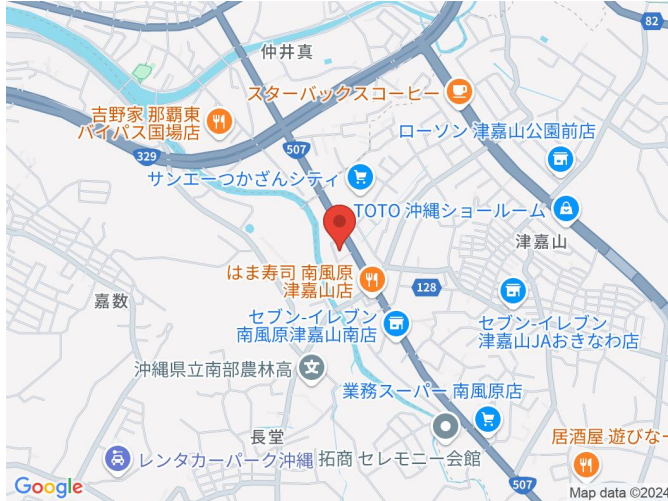 仲井真
82
スターバックスコーヒー
吉野家 那覇東
バイパス国場店
ローソン 津嘉山公園前店
507
329
サンエーつかざんシティ
TOTO 沖縄ショールーム
津嘉山
はま寿司 南風原
津嘉山店
128
嘉数
セブン-イレブン
南風原津嘉山南店
セブン-イレブン
津嘉山JAおきなわ店
沖縄県立南部農林高
業務スーパー 南風原店
長堂
レンタカーパーク沖縄
拓商 セレモニー会館
居酒屋 遊びなー
507
Google
Map data ©2024